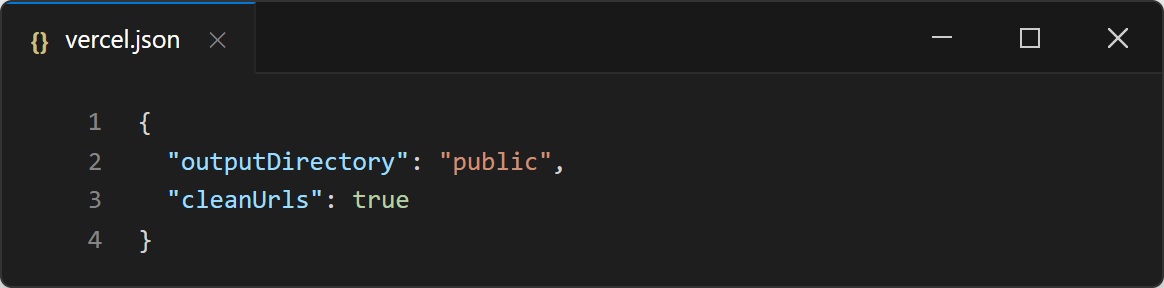 {} vercel.json
1 {
2   "outputDirectory": "public",
3   "cleanUrls": true
4 }